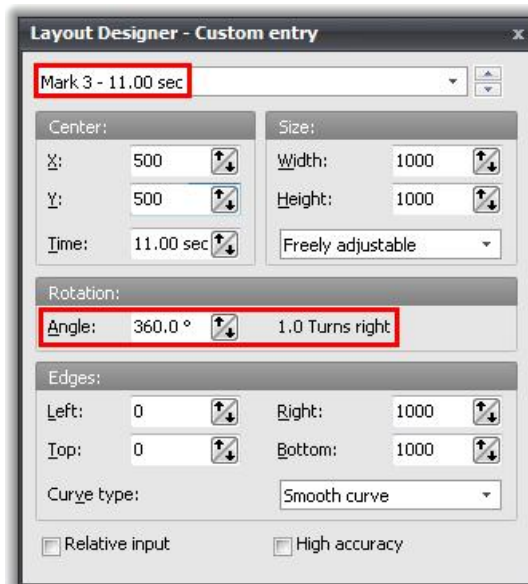 Layout Designer - Custom entry x
Mark 3 - 11.00 sec
Center:
X: 500
Y: 500
Time: 11.00 sec
Size:
Width: 1000
Height: 1000
Freely adjustable
Rotation:
Angle: 360.0 ° 1.0 Turns right
Edges:
Left: 0 Right: 1000
Top: 0 Bottom: 1000
Curve type: Smooth curve
Relative input High accuracy